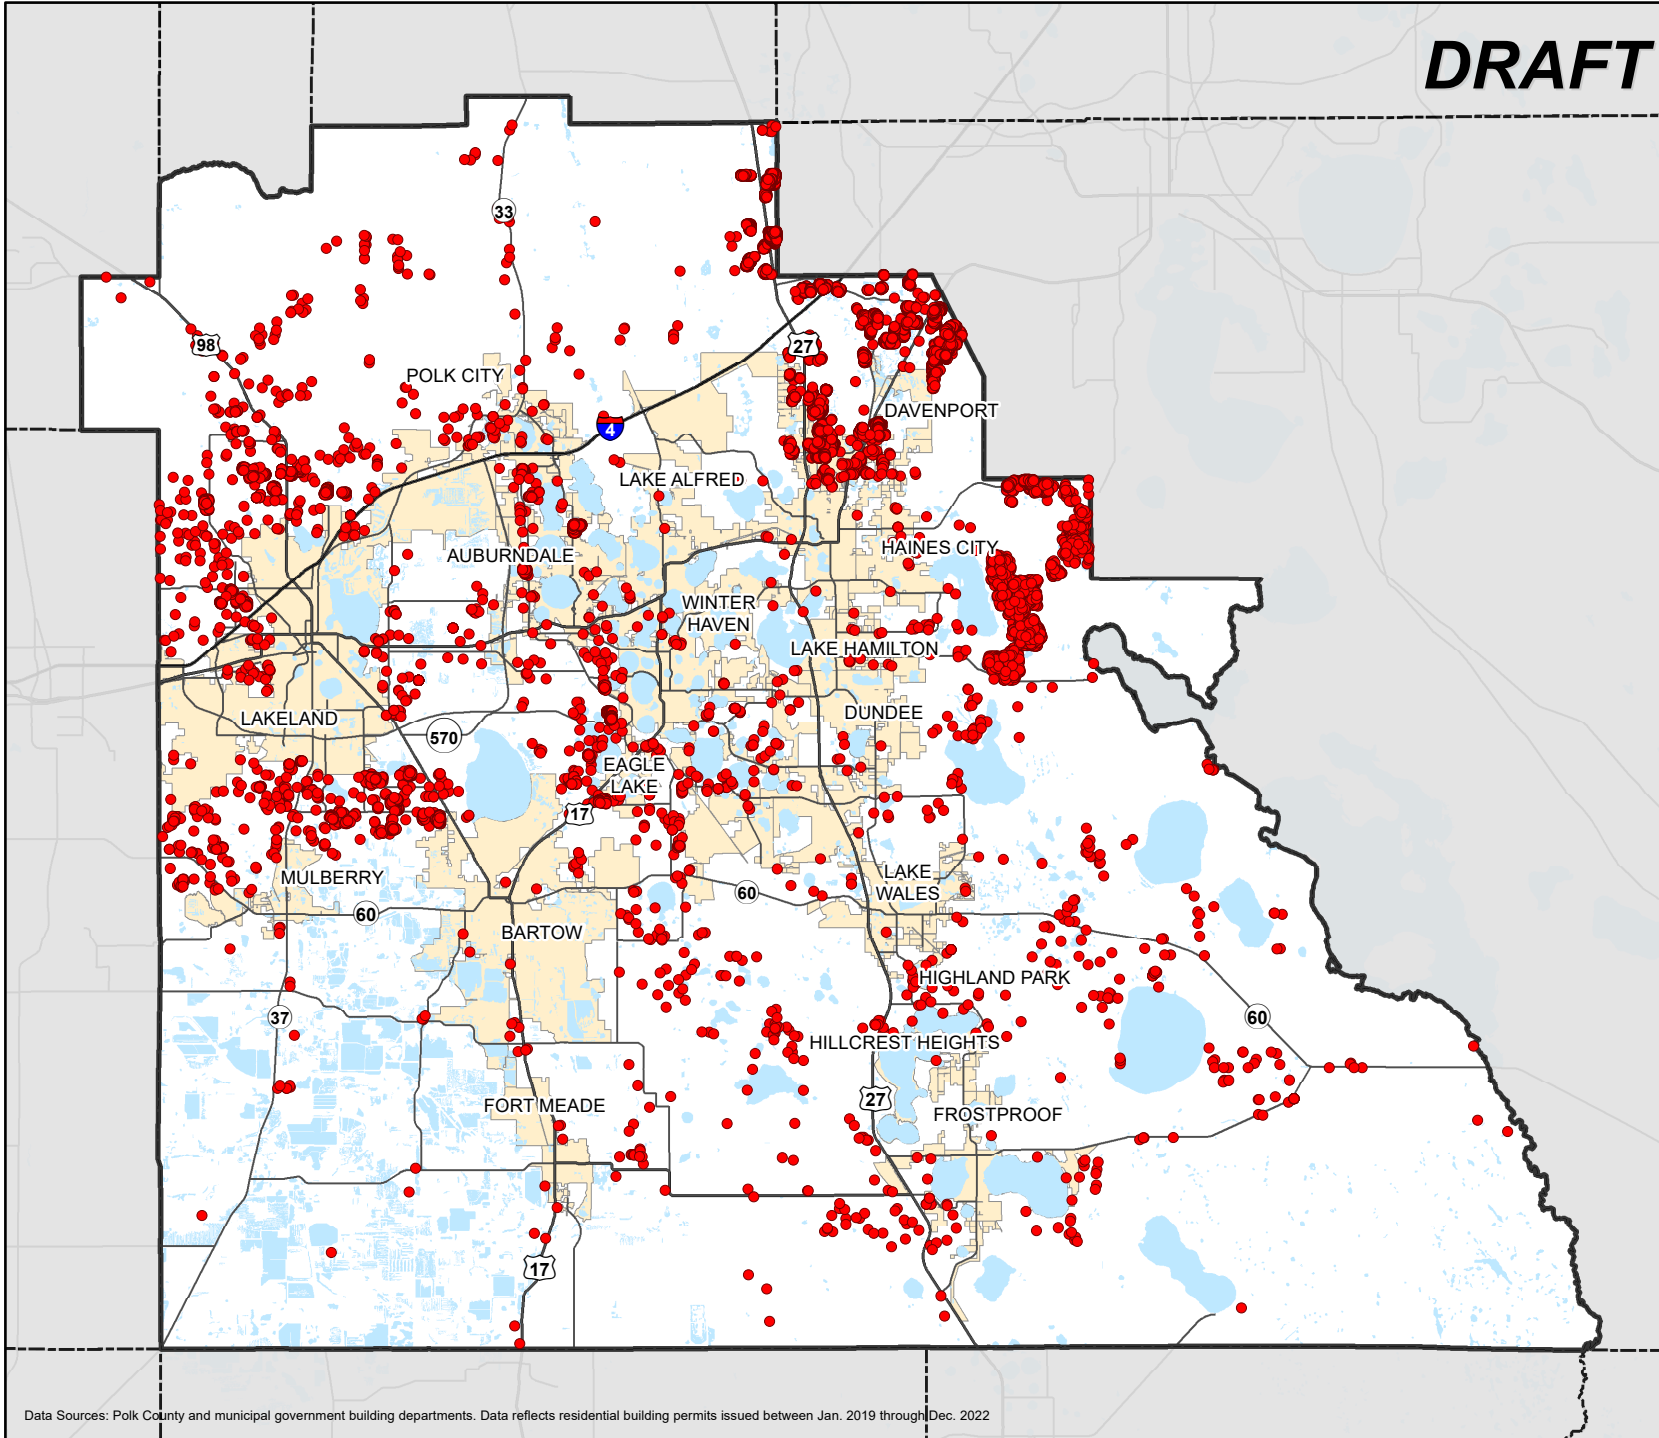 DRAFT
33
98
27
POLK CITY
DAVENPORT
4
LAKE ALFRED
AUBURNDALE
HAINES CITY
WINTER
HAVEN
LAKE HAMILTON
LAKELAND
DUNDEE
570
EAGLE
LAKE
17
MULBERRY
LAKE
WALES
60
60
BARTOW
HIGHLAND PARK
37
60
HILLCREST HEIGHTS
27
FORT MEADE
FROSTPROOF
17
Data Sources: Polk County and municipal government building departments. Data reflects residential building permits issued between Jan. 2019 through Dec. 2022